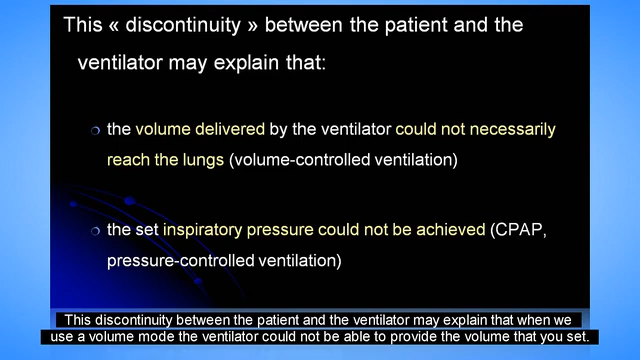 This « discontinuity » between the patient and the
ventilator may explain that:
the volume delivered by the ventilator could not necessarily
reach the lungs (volume-controlled ventilation)
the set inspiratory pressure could not be achieved (CPAP,
pressure-controlled ventilation)
This discontinuity between the patient and the ventilator may explain that when we
use a volume mode the ventilator could not be able to provide the volume that you set.